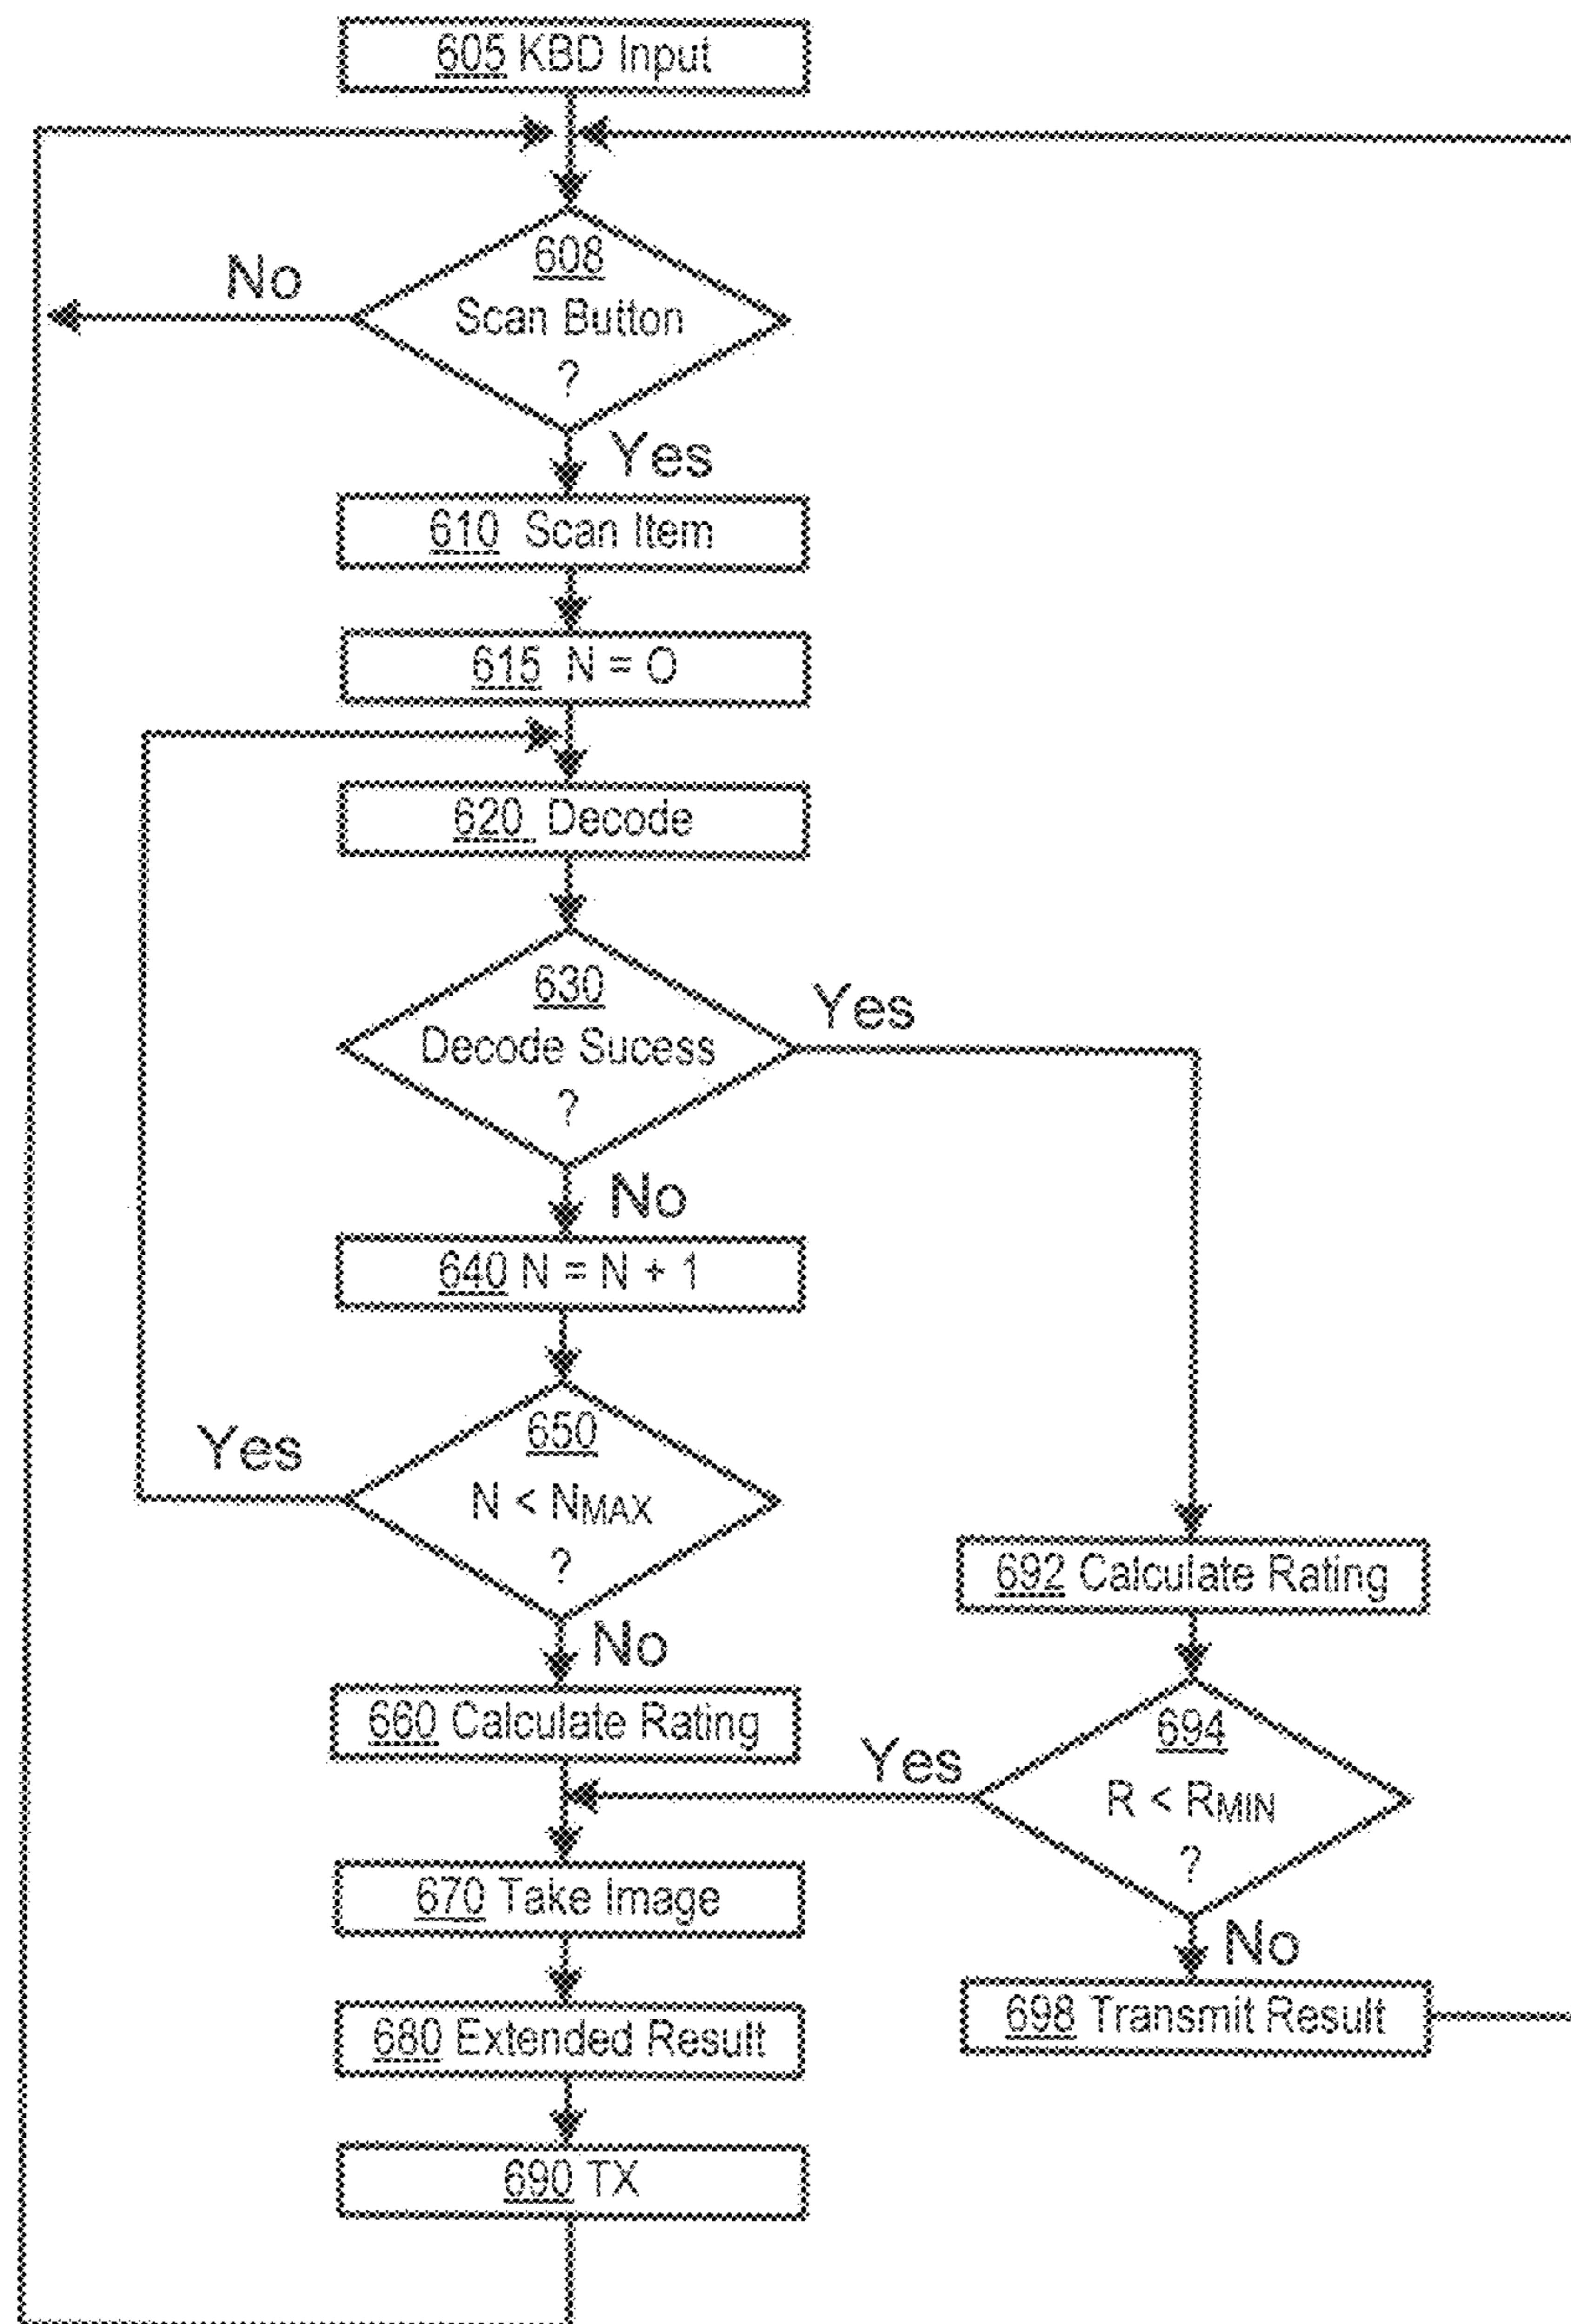 605 KBD Input
No
608
Scan Button
?
Yes
610 Scan Item
615 N = O
620 Decode
630
Decode Sucess
?
Yes
No
640 N = N + 1
Yes
650
N < NMAX
?
No
692 Calculate Rating
660 Calculate Rating
Yes
694
R < RMIN
?
No
670 Take Image
698 Transmit Result
680 Extended Result
690 TX